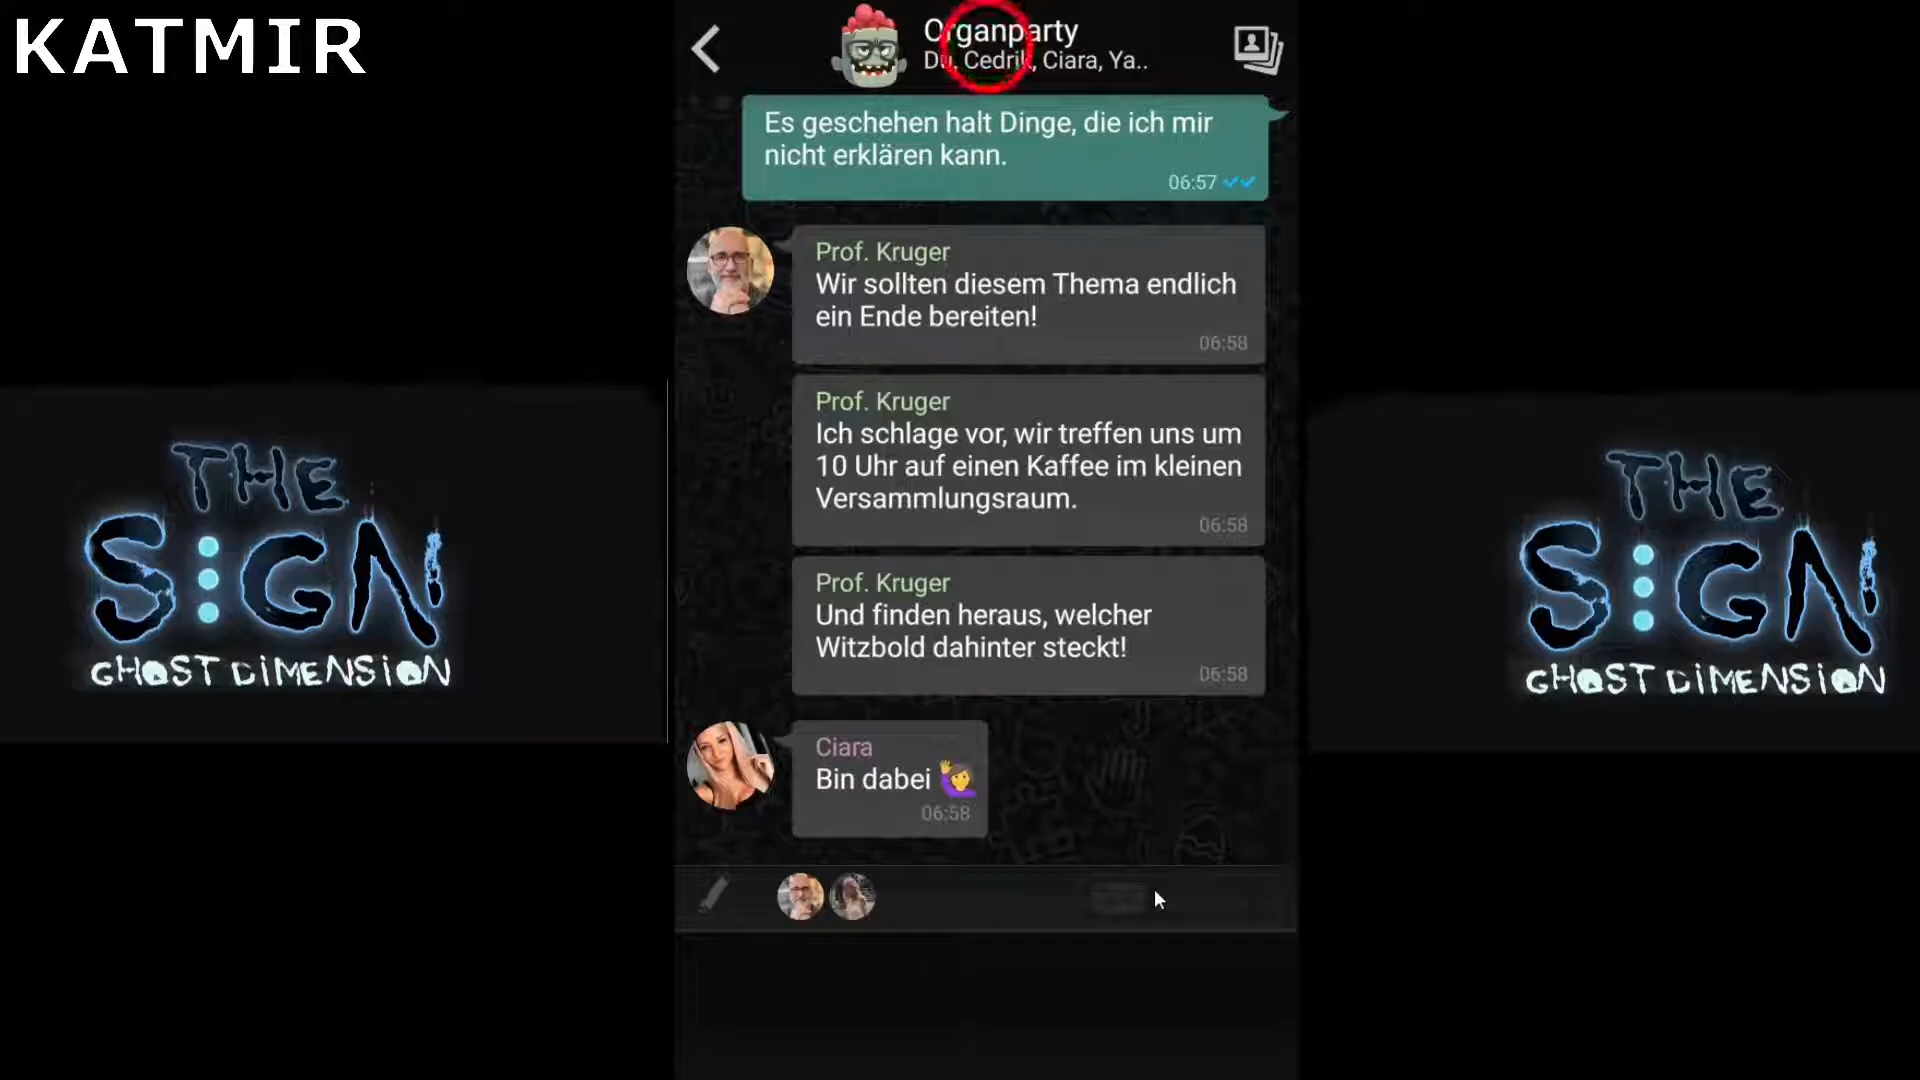 KATMIR
Organparty
Du, Cedrik, Ciara, Ya..
Es geschehen halt Dinge, die ich mir
nicht erklären kann.
06:57
Prof. Kruger
Wir sollten diesem Thema endlich
ein Ende bereiten!
06:58
Prof. Kruger
Ich schlage vor, wir treffen uns um
10 Uhr auf einen Kaffee im kleinen
Versammlungsraum.
06:58
Prof. Kruger
Und finden heraus, welcher
Witzbold dahinter steckt!
06:58
Ciara
Bin dabei 🙋‍♀️
06:58
THE
SIGN
GHOST DIMENSION
THE
SIGN
GHOST DIMENSION